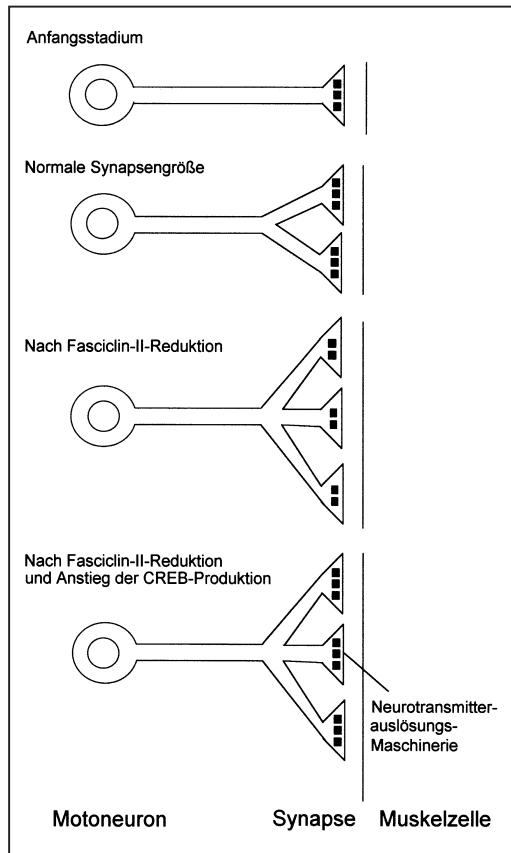 Anfangsstadium
Normale Synapsengröße
Nach Fasciclin-II-Reduktion
Nach Fasciclin-II-Reduktion
und Anstieg der CREB-Produktion
Neurotransmitter-
auslösungs-
Maschinerie
Motoneuron Synapse Muskelzelle